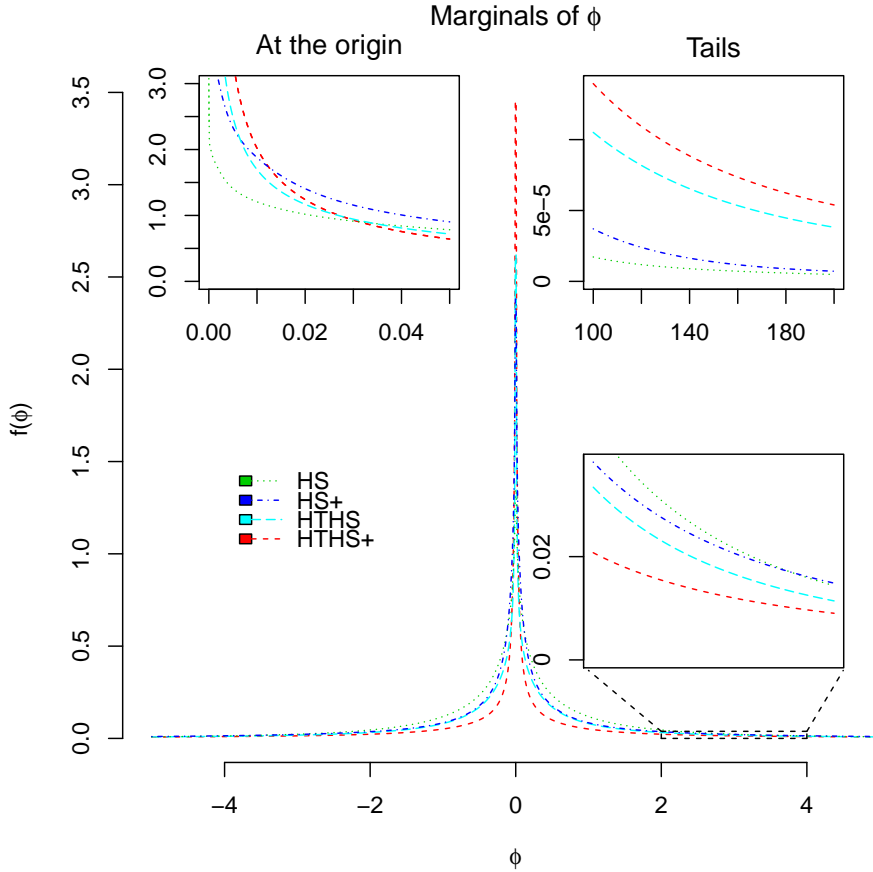 Marginals of ϕ
At the origin
Tails
3.5
3.0
2.5
2.0
1.5
1.0
0.5
0.0
f(ϕ)
3.0
2.0
1.0
0.0
0.00 0.02 0.04
5e−5
0
100 140 180
HS
HS+
HTHS
HTHS+
0.02
0
−4 −2 0 2 4
ϕ